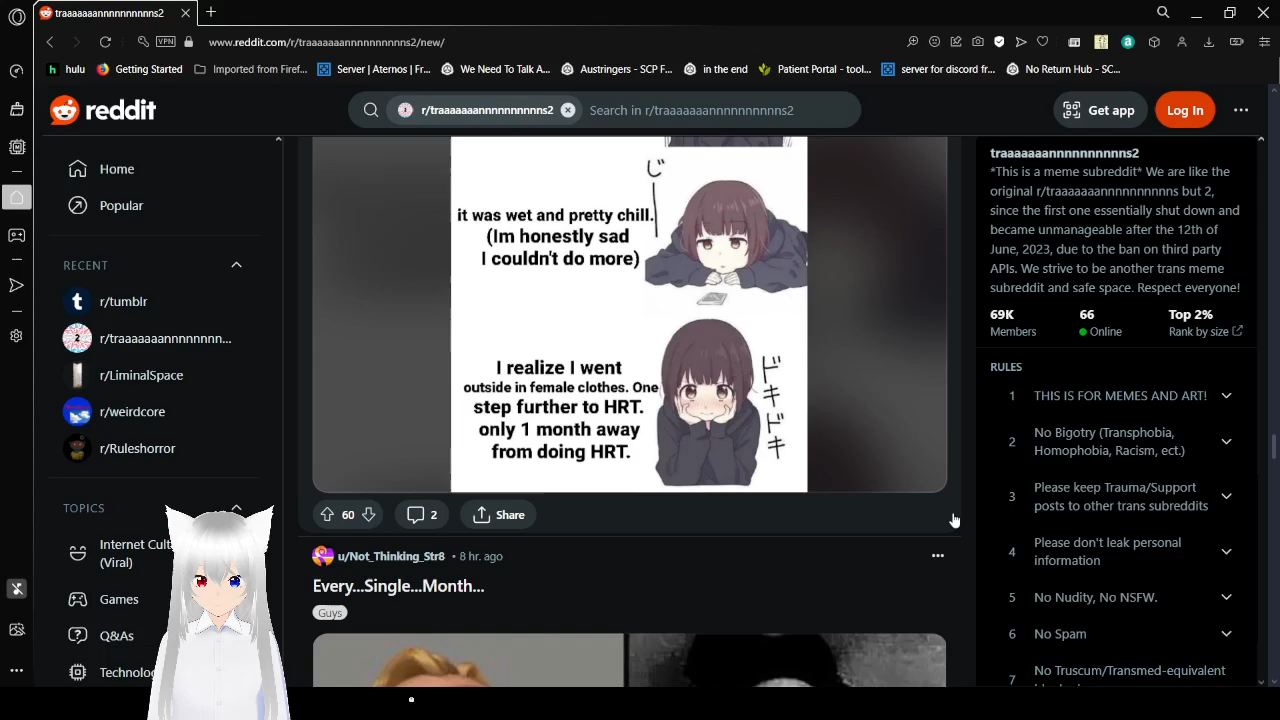 traaaaaaannnnnnnnnns2
VPN
www.reddit.com/r/traaaaaaannnnnnnnnns2/new/
hulu
Getting Started
Imported from Firef...
Server | Aternos | Fr...
We Need To Talk A...
Austringers - SCP F...
in the end
Patient Portal - tool...
server for discord fr...
No Return Hub - SC...
reddit
r/traaaaaaannnnnnnnnns2
Search in r/traaaaaaannnnnnnnnns2
Get app
Log In
Home
Popular
RECENT
r/tumblr
r/traaaaaaannnnnnn...
r/LiminalSpace
r/weirdcore
r/Ruleshorror
TOPICS
Internet Cult
(Viral)
Games
Q&As
Technolog
じー
it was wet and pretty chill.
(Im honestly sad
I couldn't do more)
I realize I went
outside in female clothes. One
step further to HRT.
only 1 month away
from doing HRT.
ドキドキ
60
2
Share
u/Not_Thinking_Str8 • 8 hr. ago
Every...Single...Month...
Guys
traaaaaaannnnnnnnnns2
*This is a meme subreddit* We are like the
original r/traaaaaaannnnnnnnnns but 2,
since the first one essentially shut down and
became unmanageable after the 12th of
June, 2023, due to the ban on third party
APIs. We strive to be another trans meme
subreddit and safe space. Respect everyone!
69K
Members
66
Online
Top 2%
Rank by size
RULES
1 THIS IS FOR MEMES AND ART!
2 No Bigotry (Transphobia,
Homophobia, Racism, ect.)
3 Please keep Trauma/Support
posts to other trans subreddits
4 Please don't leak personal
information
5 No Nudity, No NSFW.
6 No Spam
7 No Truscum/Transmed-equivalent